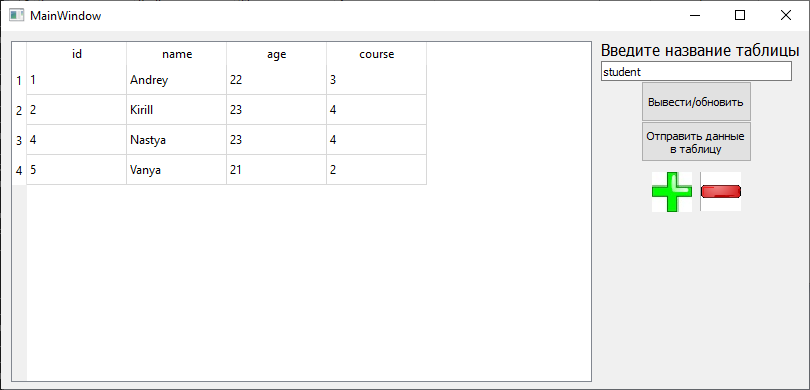 MainWindow
id name age course
1 1 Andrey 22 3
2 2 Kirill 23 4
3 4 Nastya 23 4
4 5 Vanya 21 2
Введите название таблицы
student
Вывести/обновить
Отправить данные
в таблицу